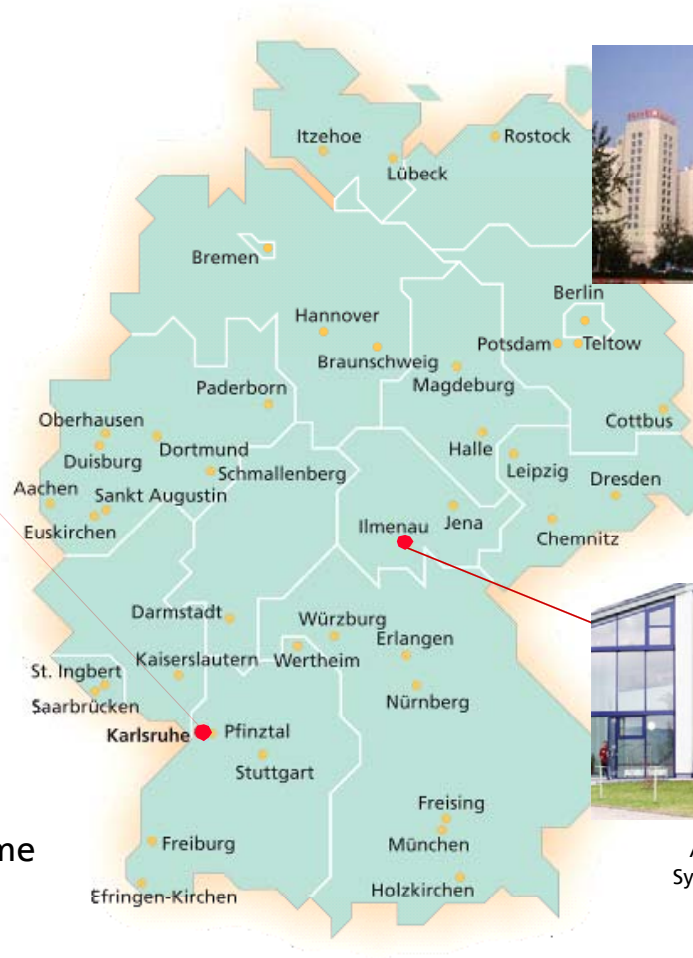 Itzehoe
Rostock
Lübeck
Bremen
Berlin
Hannover
Potsdam
Teltow
Braunschweig
Magdeburg
Paderborn
Cottbus
Oberhausen
Dortmund
Halle
Duisburg
Leipzig
Schmallenberg
Dresden
Aachen
Sankt Augustin
Ilmenau
Jena
Euskirchen
Chemnitz
Darmstadt
Würzburg
Erlangen
Kaiserslautern
Wertheim
St. Ingbert
Nürnberg
Saarbrücken
Karlsruhe
Pfinztal
Stuttgart
Freising
München
Freiburg
me
Holzkirchen
Sy
Efringen-Kirchen